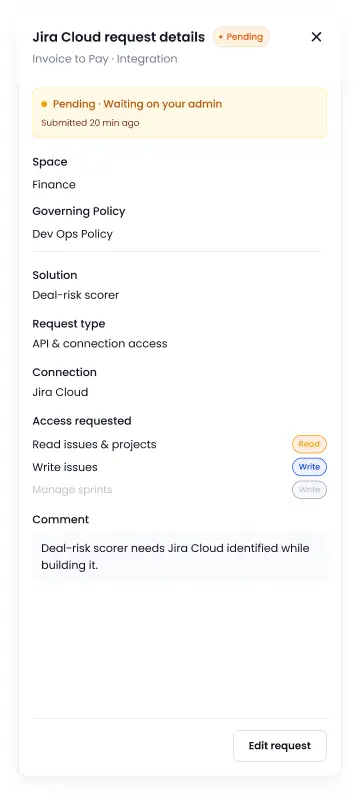 Jira Cloud request details
• Pending
Invoice to Pay · Integration
Pending · Waiting on your admin
Submitted 20 min ago
Space
Finance
Governing Policy
Dev Ops Policy
Solution
Deal-risk scorer
Request type
API & connection access
Connection
Jira Cloud
Access requested
Read issues & projects
Read
Write issues
Write
Manage sprints
Write
Comment
Deal-risk scorer needs Jira Cloud identified while
building it.
Edit request